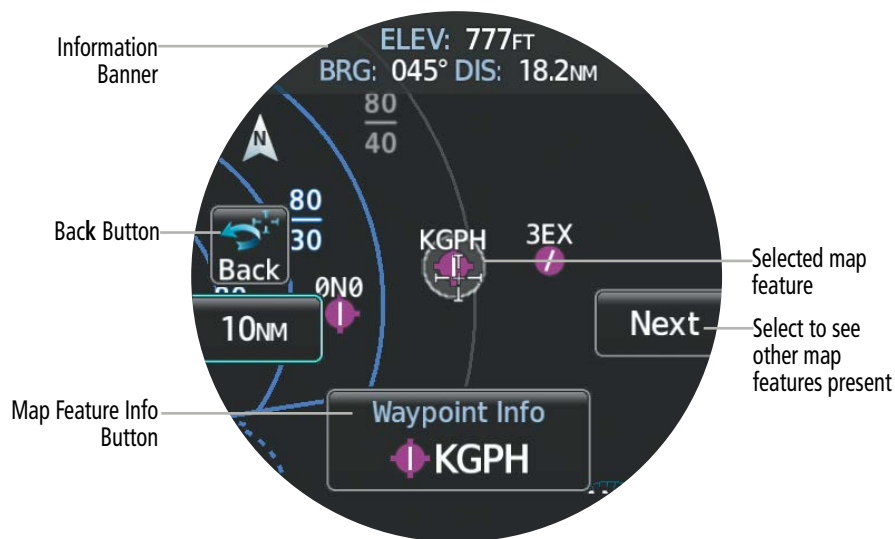 Information
Banner
ELEV: 777FT
BRG: 045° DIS: 18.2NM
80
40
N
80
30
Back Button
Back
KGPH
3EX
Selected map
feature
0N0
10NM
Next
Select to see
other map
features present
Map Feature Info
Button
Waypoint Info
KGPH